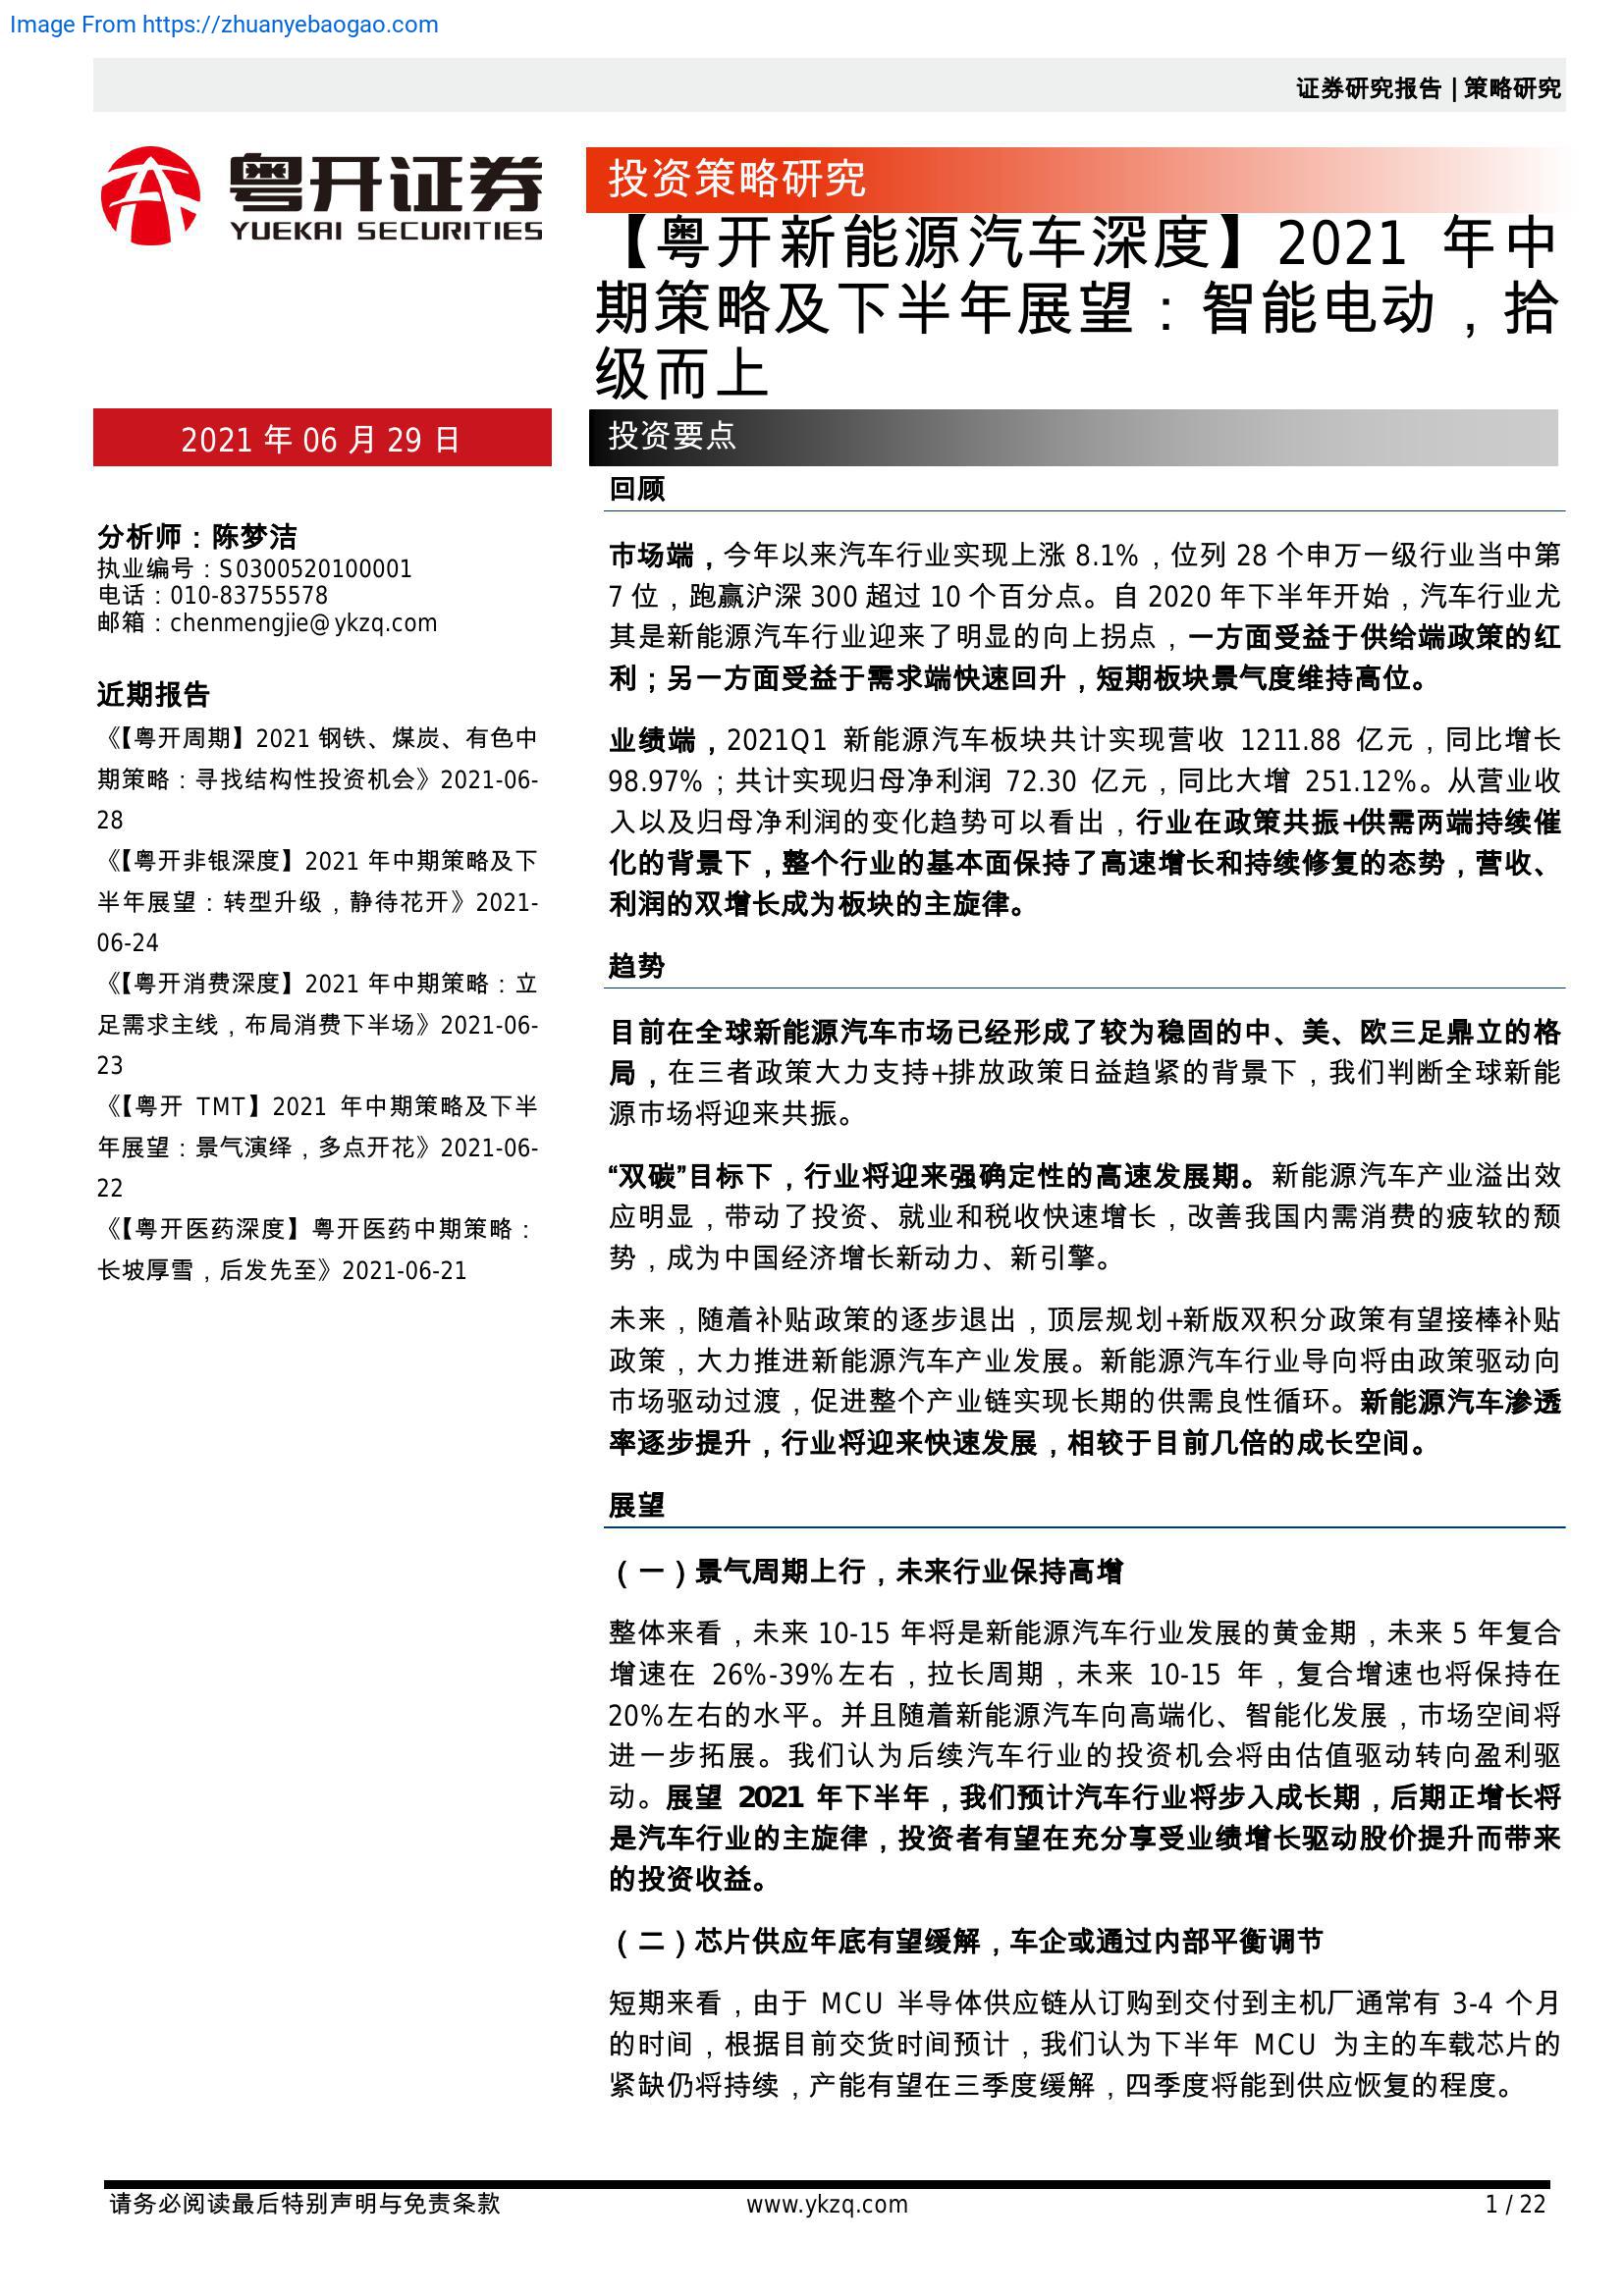 Image From https://zhuanyebaogao.com
证券研究报告 | 策略研究
粤开证券
YUEKAI SECURITIES
投资策略研究
【粤开新能源汽车深度】2021 年中
期策略及下半年展望：智能电动，拾
级而上
2021 年 06 月 29 日
分析师：陈梦洁
执业编号：S0300520100001
电话：010-83755578
邮箱：chenmengjie@ykzq.com
近期报告
《【粤开周期】2021 钢铁、煤炭、有色中
期策略：寻找结构性投资机会》2021-06-
28
《【粤开非银深度】2021 年中期策略及下
半年展望：转型升级，静待花开》2021-
06-24
《【粤开消费深度】2021 年中期策略：立
足需求主线，布局消费下半场》2021-06-
23
《【粤开 TMT】2021 年中期策略及下半
年展望：景气演绎，多点开花》2021-06-
22
《【粤开医药深度】粤开医药中期策略：
长坡厚雪，后发先至》2021-06-21
投资要点
回顾
市场端，今年以来汽车行业实现上涨 8.1%，位列 28 个申万一级行业当中第
7 位，跑赢沪深 300 超过 10 个百分点。自 2020 年下半年开始，汽车行业尤
其是新能源汽车行业迎来了明显的向上拐点，一方面受益于供给端政策的红
利；另一方面受益于需求端快速回升，短期板块景气度维持高位。
业绩端，2021Q1 新能源汽车板块共计实现营收 1211.88 亿元，同比增长
98.97%；共计实现归母净利润 72.30 亿元，同比大增 251.12%。从营业收
入以及归母净利润的变化趋势可以看出，行业在政策共振+供需两端持续催
化的背景下，整个行业的基本面保持了高速增长和持续修复的态势，营收、
利润的双增长成为板块的主旋律。
趋势
目前在全球新能源汽车市场已经形成了较为稳固的中、美、欧三足鼎立的格
局，在三者政策大力支持+排放政策日益趋紧的背景下，我们判断全球新能
源市场将迎来共振。
“双碳”目标下，行业将迎来强确定性的高速发展期。新能源汽车产业溢出效
应明显，带动了投资、就业和税收快速增长，改善我国内需消费的疲软的颓
势，成为中国经济增长新动力、新引擎。
未来，随着补贴政策的逐步退出，顶层规划+新版双积分政策有望接棒补贴
政策，大力推进新能源汽车产业发展。新能源汽车行业导向将由政策驱动向
市场驱动过渡，促进整个产业链实现长期的供需良性循环。新能源汽车渗透
率逐步提升，行业将迎来快速发展，相较于目前几倍的成长空间。
展望
（一）景气周期上行，未来行业保持高增
整体来看，未来 10-15 年将是新能源汽车行业发展的黄金期，未来 5 年复合
增速在 26%-39%左右，拉长周期，未来 10-15 年，复合增速也将保持在
20%左右的水平。并且随着新能源汽车向高端化、智能化发展，市场空间将
进一步拓展。我们认为后续汽车行业的投资机会将由估值驱动转向盈利驱
动。展望 2021 年下半年，我们预计汽车行业将步入成长期，后期正增长将
是汽车行业的主旋律，投资者有望在充分享受业绩增长驱动股价提升而带来
的投资收益。
（二）芯片供应年底有望缓解，车企或通过内部平衡调节
短期来看，由于 MCU 半导体供应链从订购到交付到主机厂通常有 3-4 个月
的时间，根据目前交货时间预计，我们认为下半年 MCU 为主的车载芯片的
紧缺仍将持续，产能有望在三季度缓解，四季度将能到供应恢复的程度。
请务必阅读最后特别声明与免责条款
www.ykzq.com
1 / 22